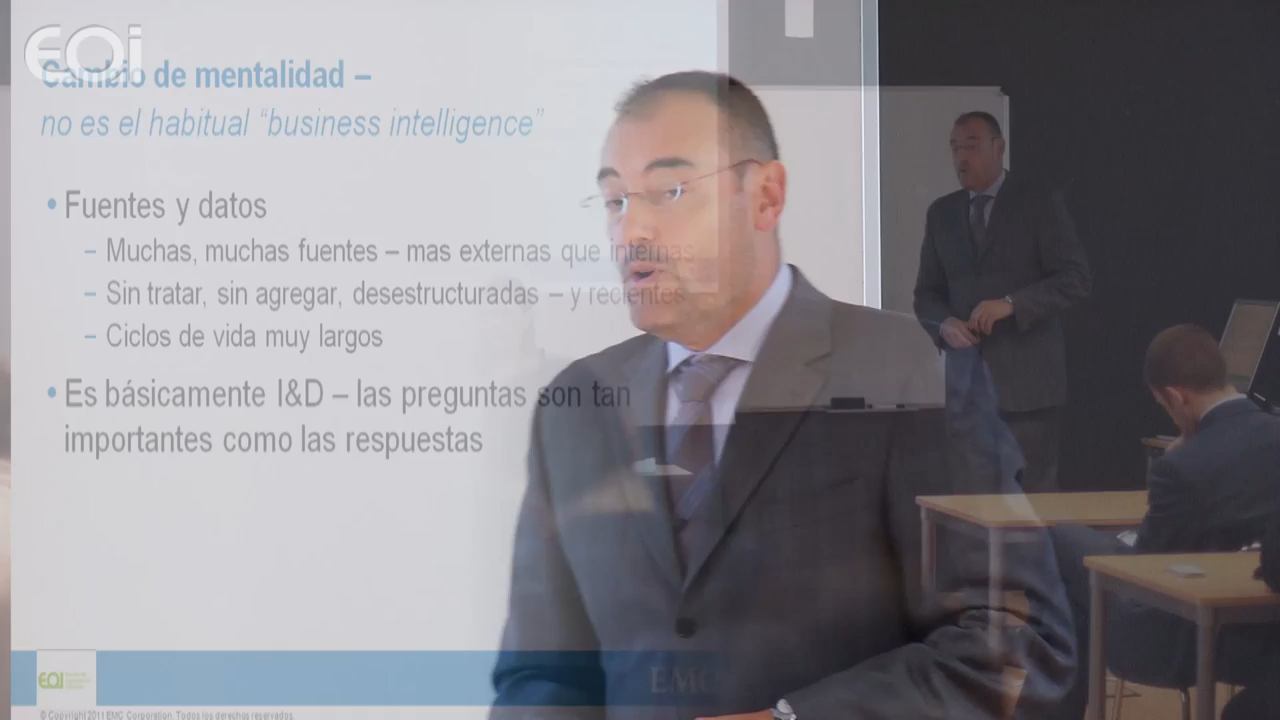 EOi
Cambio de mentalidad –
no es el habitual “business intelligence”
• Fuentes y datos
– Muchas, muchas fuentes – mas externas que internas
– Sin tratar, sin agregar, desestructuradas – y recientes
– Ciclos de vida muy largos
• Es básicamente I&D – las preguntas son tan
importantes como las respuestas
EOI
EMC
© Copyright 2011 EMC Corporation. Todos los derechos reservados.